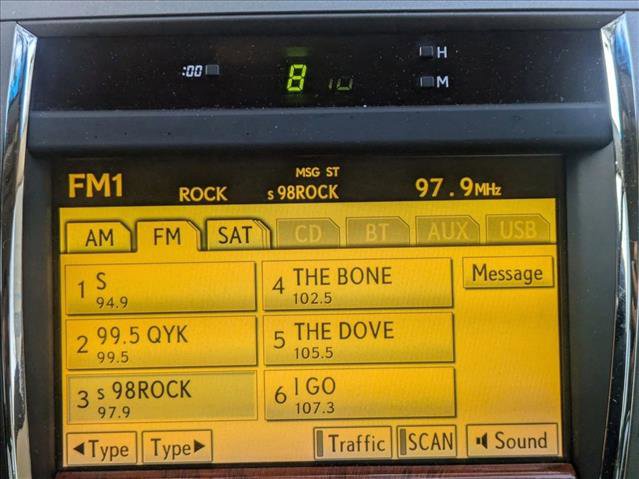 :00 8 10 H
M
MSG ST
FM1 ROCK s 98ROCK 97.9MHz
AM FM SAT CD BT AUX USB
1 S
94.9
4 THE BONE
102.5
Message
2 99.5 QYK
99.5
5 THE DOVE
105.5
3 s 98ROCK
97.9
6 I GO
107.3
◄Type Type► Traffic SCAN Sound